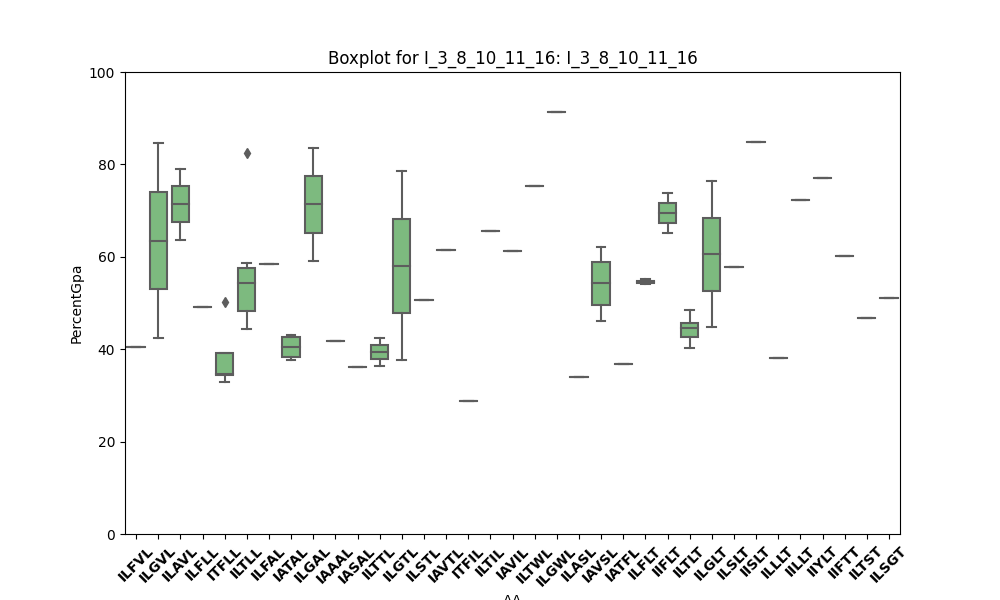 Boxplot for I_3_8_10_11_16: I_3_8_10_11_16
PercentGpa
100
80
60
40
20
0
ILFVL
ILGVL
ILAVL
ILFLL
ITFLL
ILTLL
ILFAL
IATAL
ILGAL
IAAAL
IASAL
ILTTL
ILGTL
ILSTL
IAVTL
ITFIL
ILTIL
IAVIL
ILTWL
ILGWL
ILASL
IAVSL
IATFL
ILFLT
IIFLT
ILTLT
ILGLT
ILSLT
IISLT
ILLLT
IILLT
IIYLT
IIFTT
ILTST
ILSGT
AA